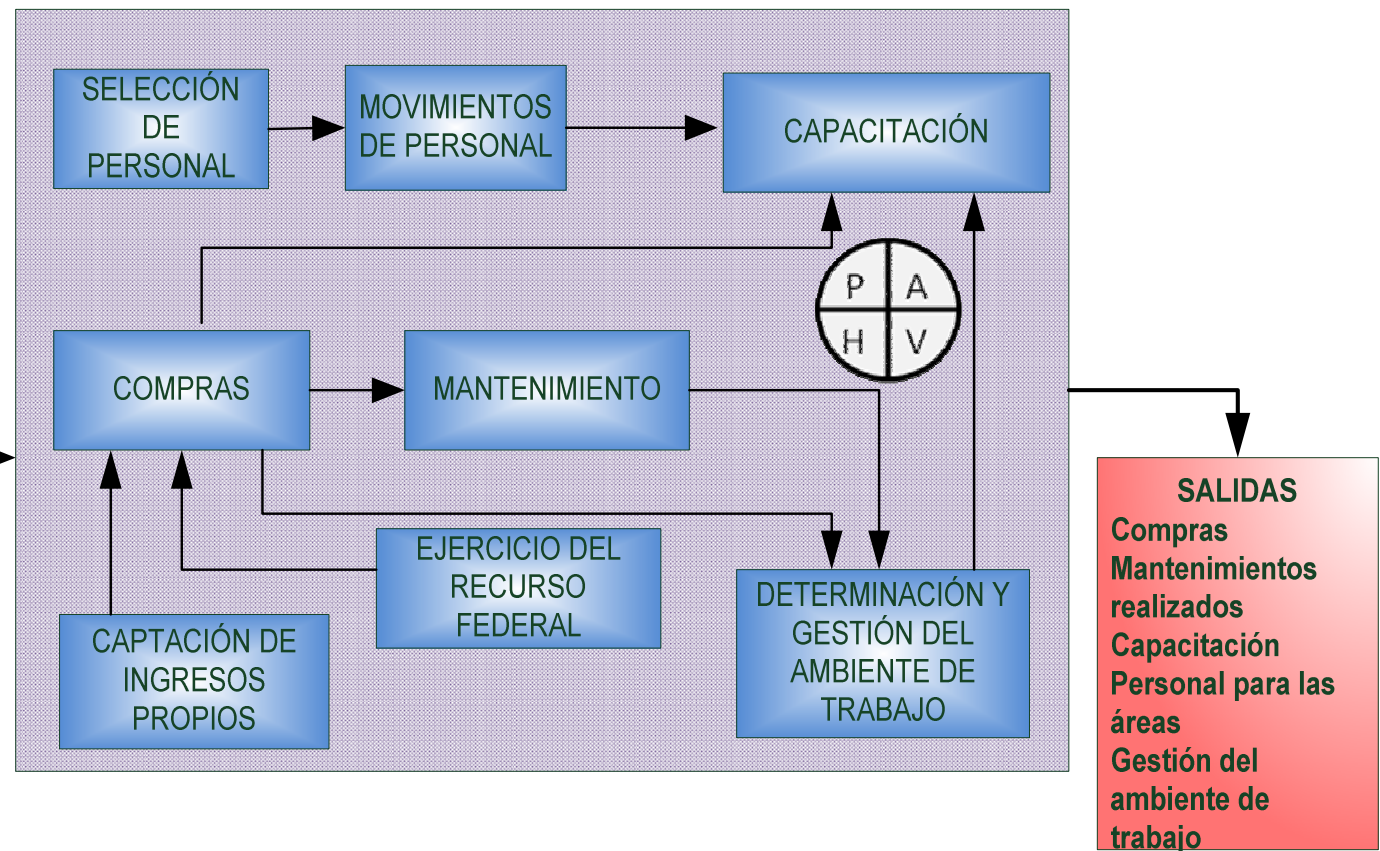 SELECCIÓN
DE
PERSONAL
MOVIMIENTOS
DE PERSONAL
CAPACITACIÓN
P A
H V
COMPRAS
MANTENIMIENTO
EJERCICIO DEL
RECURSO
FEDERAL
CAPTACIÓN DE
INGRESOS
PROPIOS
DETERMINACIÓN Y
GESTIÓN DEL
AMBIENTE DE
TRABAJO
SALIDAS
Compras
Mantenimientos
realizados
Capacitación
Personal para las
áreas
Gestión del
ambiente de
trabajo